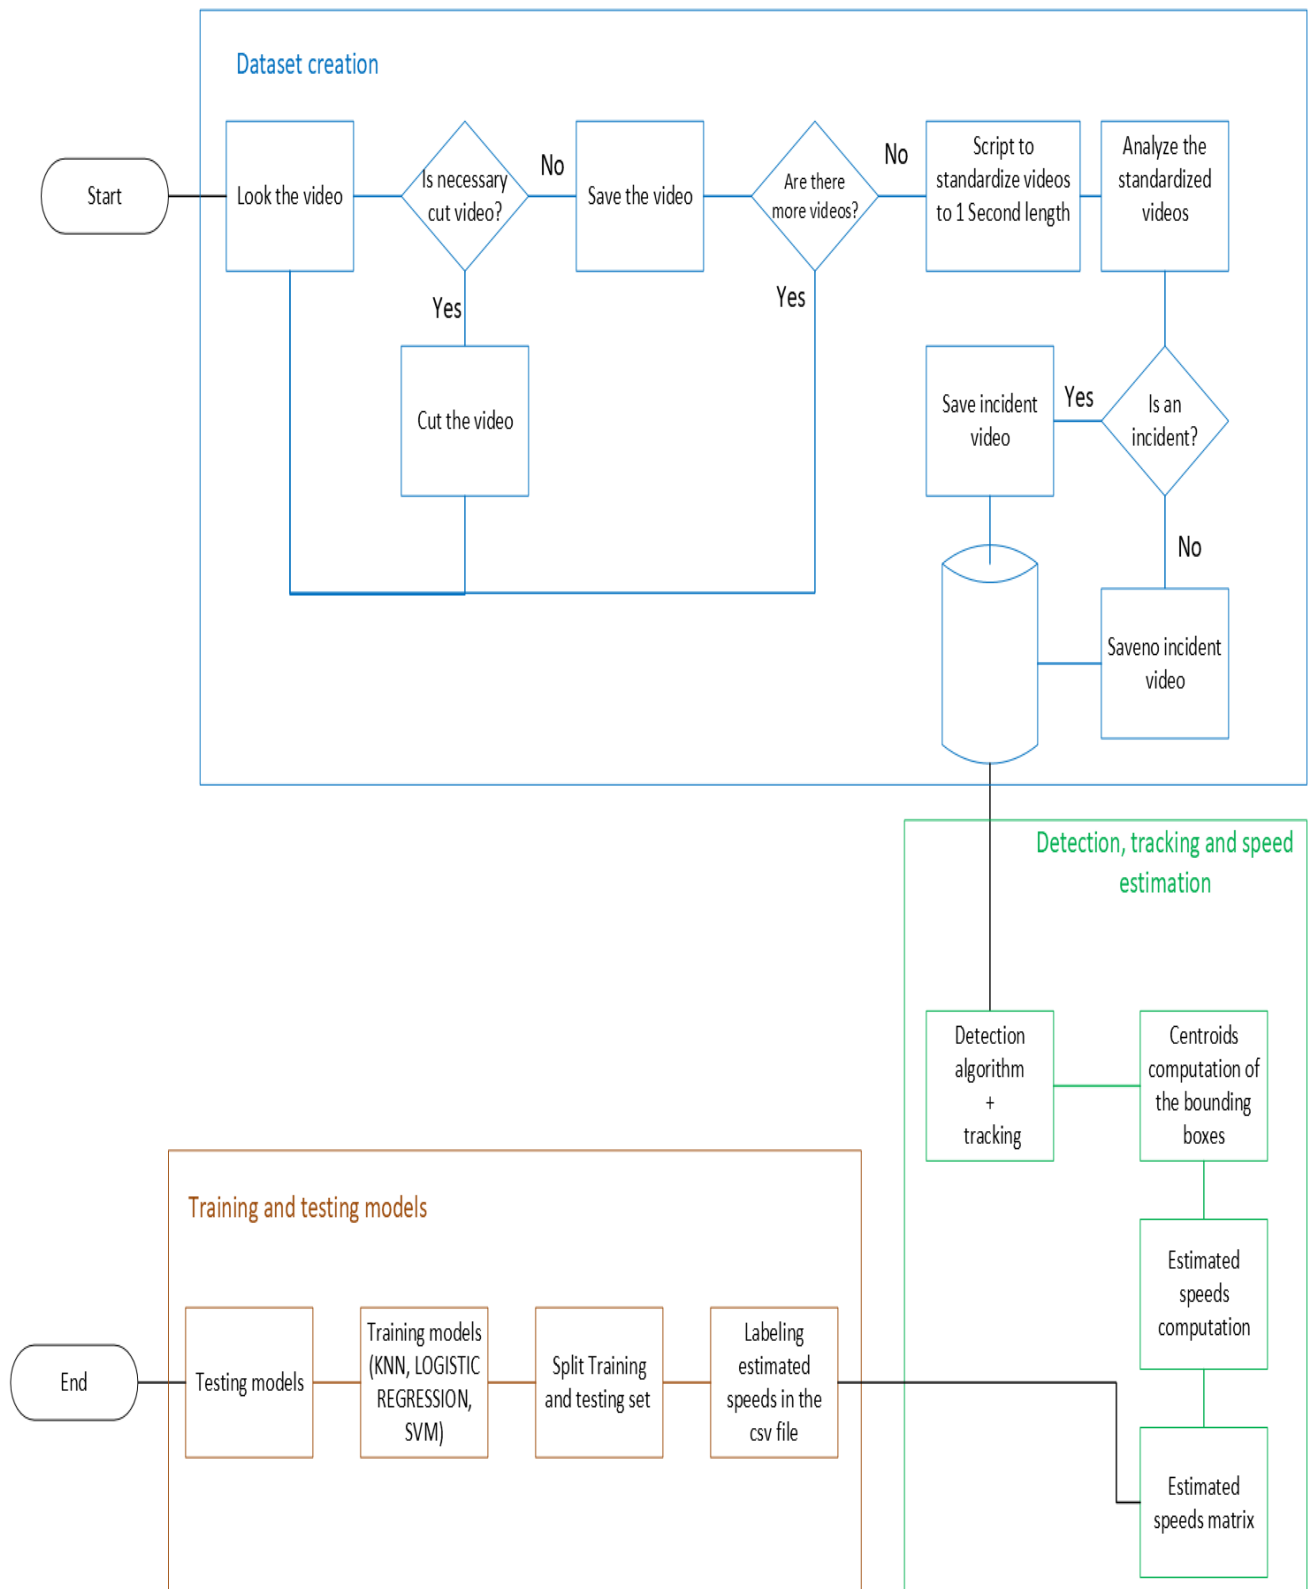 Dataset creation
Start
Look the video
Is necessary
cut video?
No
Save the video
Are there
more videos?
No
Script to
standardize videos
to 1 Second length
Analyze the
standardized
videos
Yes
Cut the video
Yes
Save incident
video
Yes
Is an
incident?
No
Saveno incident
video
Detection, tracking and speed
estimation
Detection
algorithm
+
tracking
Centroids
computation of
the bounding
boxes
Estimated
speeds
computation
Estimated
speeds matrix
Training and testing models
Labeling
estimated
speeds in the
csv file
Split Training
and testing set
Training models
(KNN, LOGISTIC
REGRESSION,
SVM)
Testing models
End